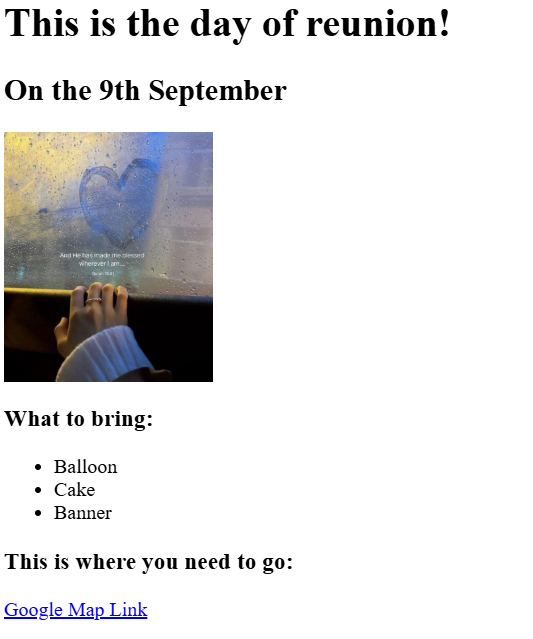 This is the day of reunion!
On the 9th September
And He has made me blessed
wherever I am...
What to bring:
Balloon
Cake
Banner
This is where you need to go:
Google Map Link